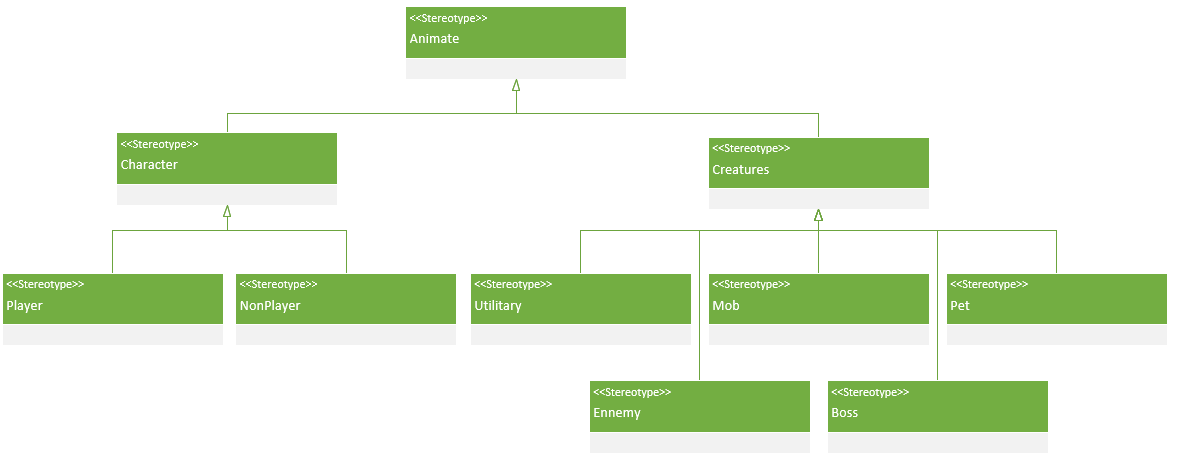 <<Stereotype>>
Animate
<<Stereotype>>
Character
<<Stereotype>>
Creatures
<<Stereotype>>
Player
<<Stereotype>>
NonPlayer
<<Stereotype>>
Utilitary
<<Stereotype>>
Mob
<<Stereotype>>
Pet
<<Stereotype>>
Ennemy
<<Stereotype>>
Boss